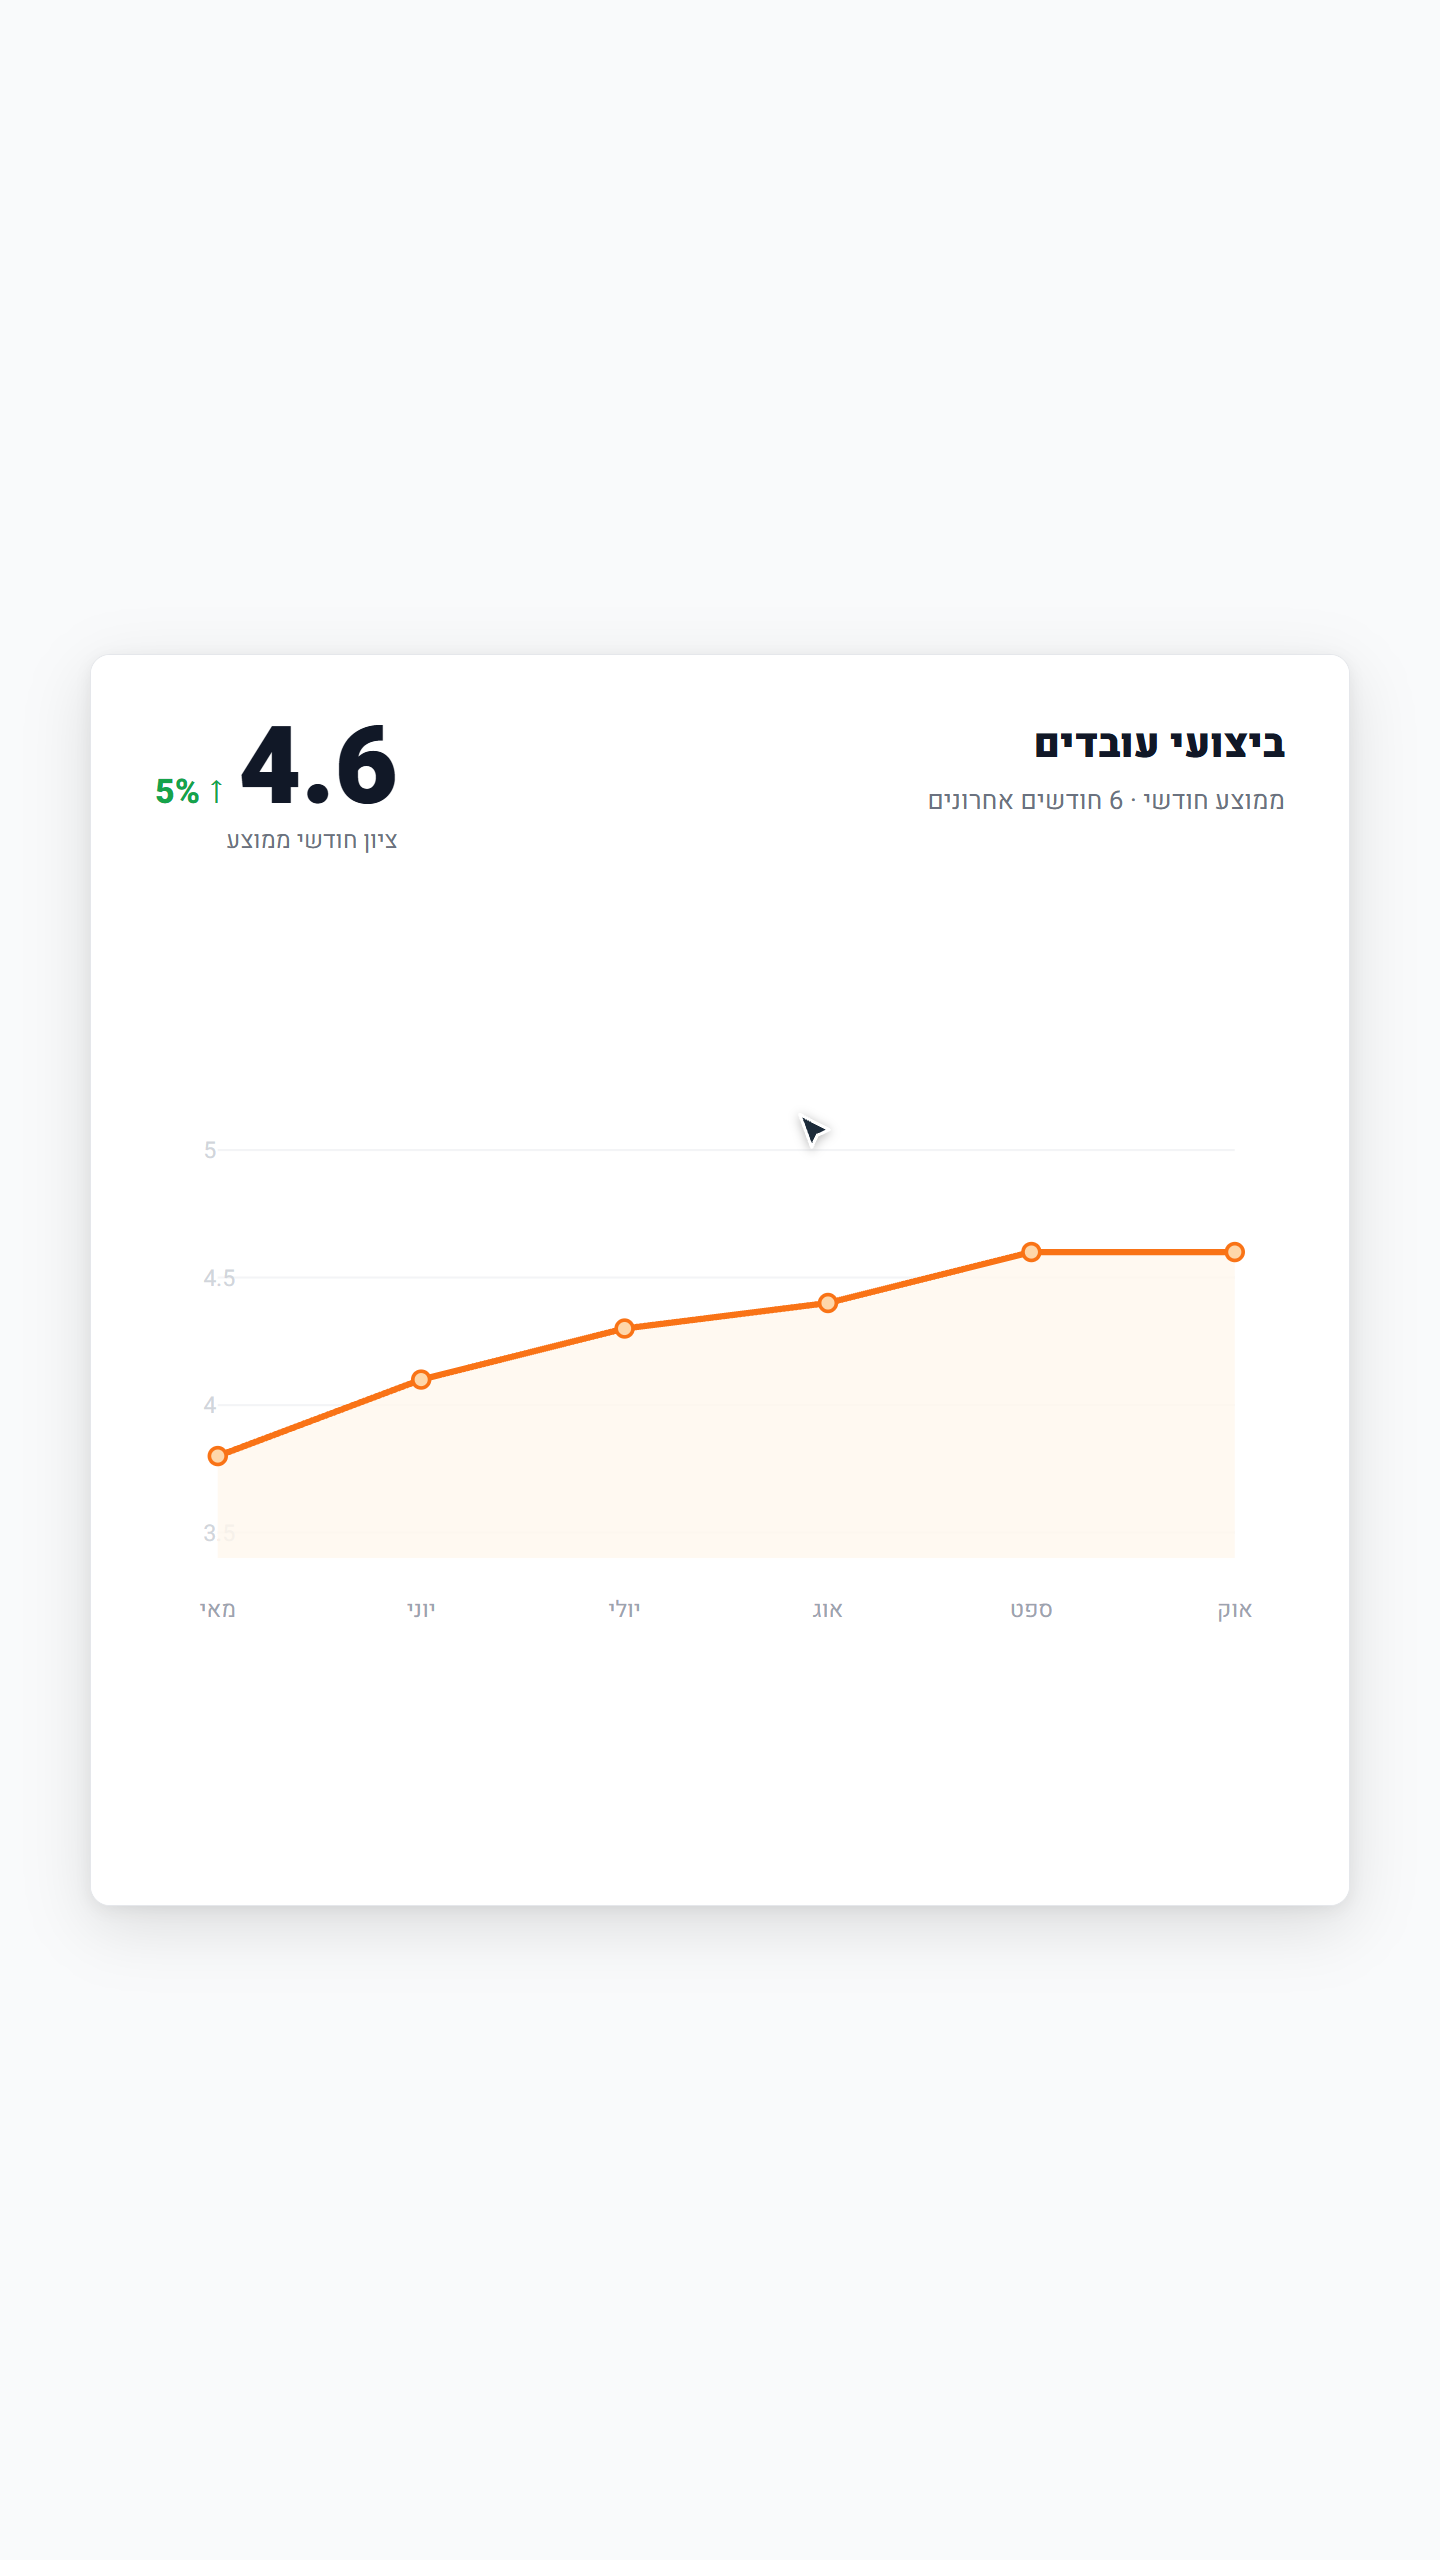 ביצועי עובדים
ממוצע חודשי · 6 חודשים אחרונים
4.6 ↑ 5%
ציון חודשי ממוצע
5
4.5
4
3.5
מאי יוני יולי אוג ספט אוק